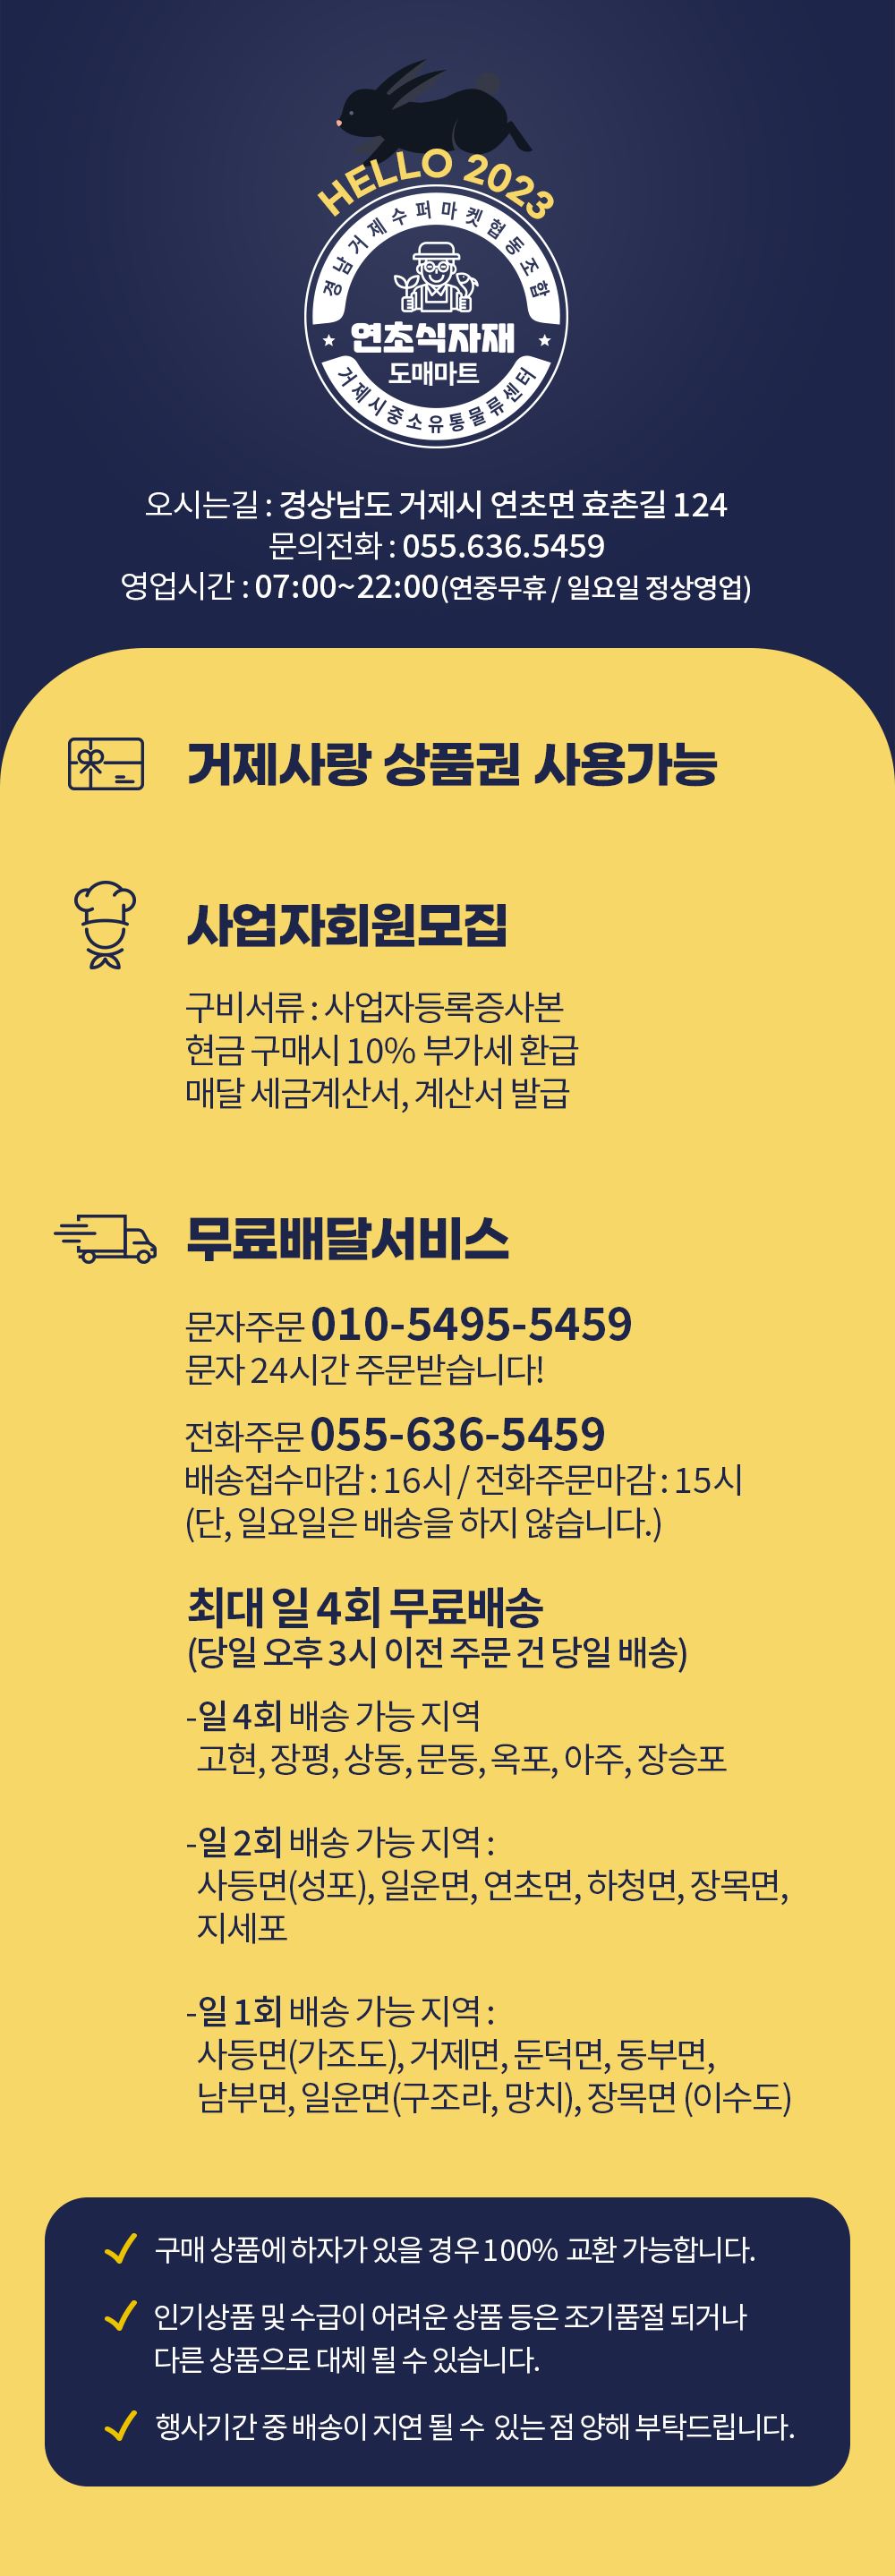 HELLO 2023
경남거제수퍼마켓협동조합
연초식자재
도매마트
거제시중소유통물류센터
오시는길 : 경상남도 거제시 연초면 효촌길 124
문의전화 : 055.636.5459
영업시간 : 07:00~22:00(연중무휴 / 일요일 정상영업)
거제사랑 상품권 사용가능
사업자회원모집
구비서류 : 사업자등록증사본
현금 구매시 10% 부가세 환급
매달 세금계산서, 계산서 발급
무료배달서비스
문자주문 010-5495-5459
문자 24시간 주문받습니다!
전화주문 055-636-5459
배송접수마감 : 16시 / 전화주문마감 : 15시
(단, 일요일은 배송을 하지 않습니다.)
최대 일 4회 무료배송
(당일 오후 3시 이전 주문 건 당일 배송)
-일 4회 배송 가능 지역
고현, 장평, 상동, 문동, 옥포, 아주, 장승포
-일 2회 배송 가능 지역 :
사등면(성포), 일운면, 연초면, 하청면, 장목면,
지세포
-일 1회 배송 가능 지역 :
사등면(가조도), 거제면, 둔덕면, 동부면,
남부면, 일운면(구조라, 망치), 장목면 (이수도)
구매 상품에 하자가 있을 경우 100% 교환 가능합니다.
인기상품 및 수급이 어려운 상품 등은 조기품절 되거나
다른 상품으로 대체 될 수 있습니다.
행사기간 중 배송이 지연 될 수 있는 점 양해 부탁드립니다.